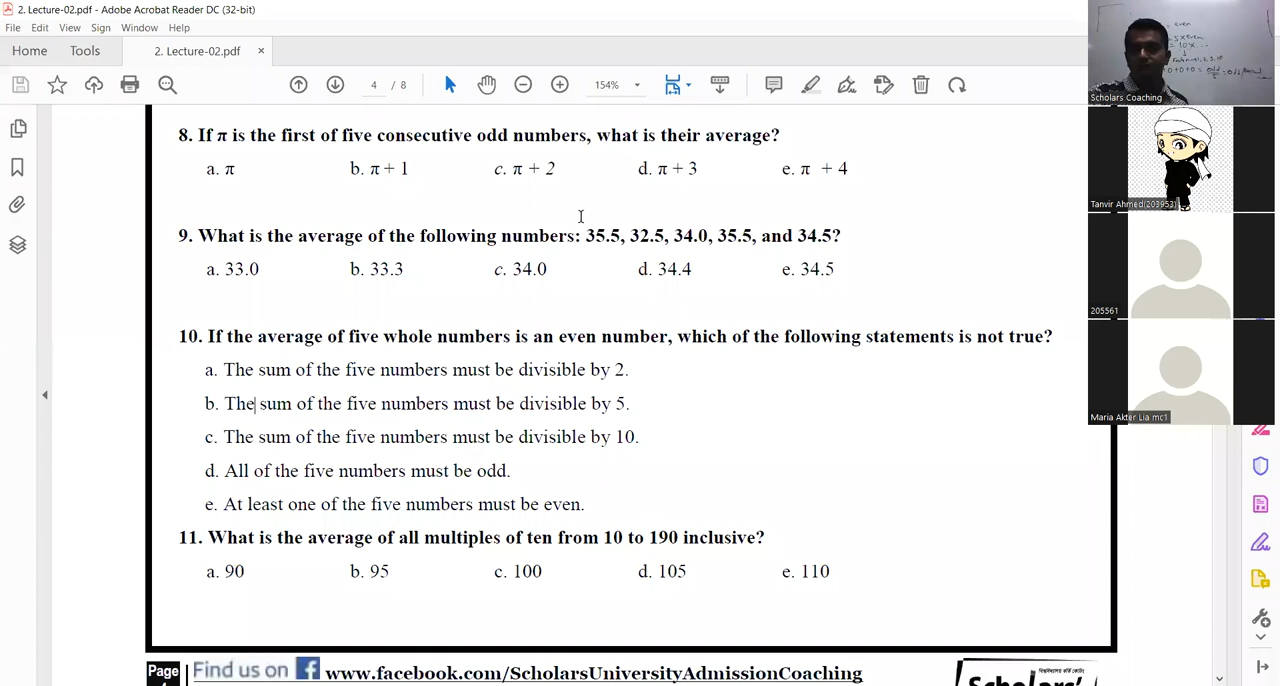 2. Lecture-02.pdf - Adobe Acrobat Reader DC (32-bit)
File Edit View Sign Window Help
Home Tools 2. Lecture-02.pdf ×
4 / 8 154%
8. If π is the first of five consecutive odd numbers, what is their average?
a. π b. π + 1 c. π + 2 d. π + 3 e. π + 4
9. What is the average of the following numbers: 35.5, 32.5, 34.0, 35.5, and 34.5?
a. 33.0 b. 33.3 c. 34.0 d. 34.4 e. 34.5
10. If the average of five whole numbers is an even number, which of the following statements is not true?
a. The sum of the five numbers must be divisible by 2.
b. The sum of the five numbers must be divisible by 5.
c. The sum of the five numbers must be divisible by 10.
d. All of the five numbers must be odd.
e. At least one of the five numbers must be even.
11. What is the average of all multiples of ten from 10 to 190 inclusive?
a. 90 b. 95 c. 100 d. 105 e. 110
Page
Find us on f www.facebook.com/ScholarsUniversityAdmissionCoaching
Scholars'
Scholars Coaching
Tanvir Ahmed(203953)
205561
Maria Akter Lia mc1